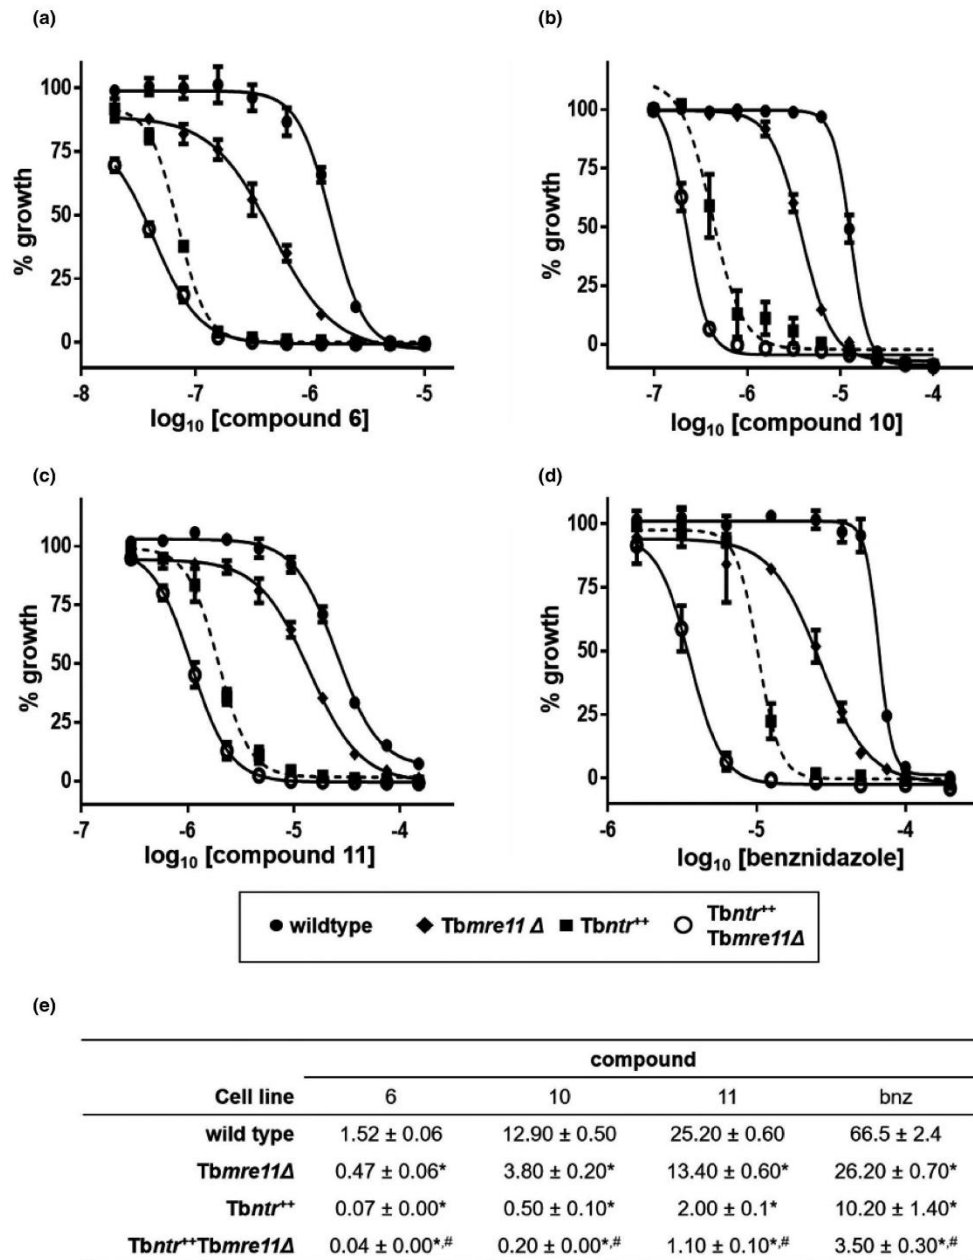 (a)
(b)
100
75
50
25
0
% growth
-8
-7
-6
-5
log10 [compound 6]
100
75
50
25
0
% growth
-7
-6
-5
-4
log10 [compound 10]
(c)
(d)
100
75
50
25
0
% growth
-7
-6
-5
-4
log10 [compound 11]
100
75
50
25
0
% growth
-6
-5
-4
log10 [benznidazole]
wildtype
Tbmre11 Δ
Tbntr++
Tbntr++
Tbmre11Δ
(e)
compound
Cell line 6 10 11 bnz
wild type 1.52 ± 0.06 12.90 ± 0.50 25.20 ± 0.60 66.5 ± 2.4
Tbmre11Δ 0.47 ± 0.06* 3.80 ± 0.20* 13.40 ± 0.60* 26.20 ± 0.70*
Tbntr++ 0.07 ± 0.00* 0.50 ± 0.10* 2.00 ± 0.1* 10.20 ± 1.40*
Tbntr++Tbmre11Δ 0.04 ± 0.00*,# 0.20 ± 0.00*,# 1.10 ± 0.10*,# 3.50 ± 0.30*,#